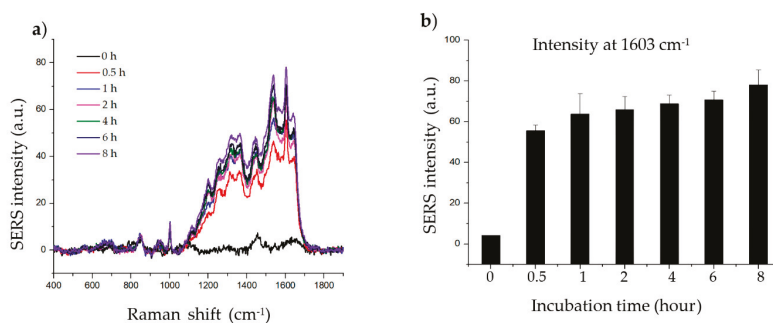 a)
0 h
0.5 h
1 h
2 h
4 h
6 h
8 h
80
60
40
20
0
SERS intensity (a.u.)
400 600 800 1000 1200 1400 1600 1800
Raman shift (cm-1)
b)
Intensity at 1603 cm-1
100
80
60
40
20
0
SERS intensity (a.u.)
0 0.5 1 2 4 6 8
Incubation time (hour)